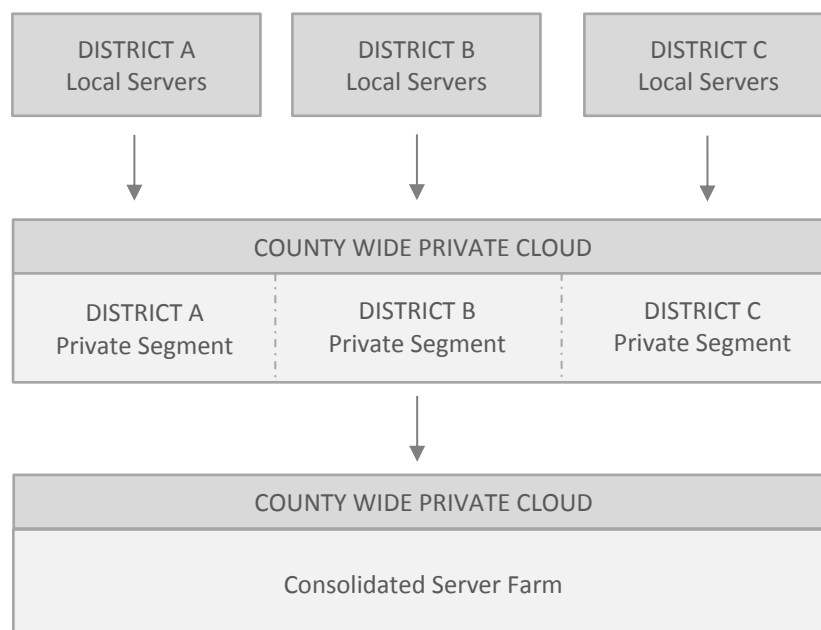 DISTRICT A
Local Servers
DISTRICT B
Local Servers
DISTRICT C
Local Servers
COUNTY WIDE PRIVATE CLOUD
DISTRICT A
Private Segment
DISTRICT B
Private Segment
DISTRICT C
Private Segment
COUNTY WIDE PRIVATE CLOUD
Consolidated Server Farm